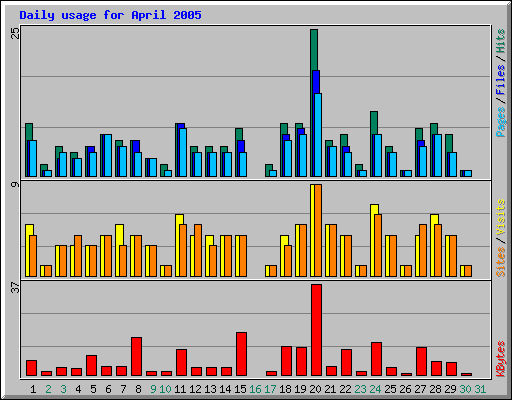 Daily usage for April 2005
25
Pages / Files / Hits
9
Sites / Visits
37
KBytes
1 2 3 4 5 6 7 8 9 10 11 12 13 14 15 16 17 18 19 20 21 22 23 24 25 26 27 28 29 30 31